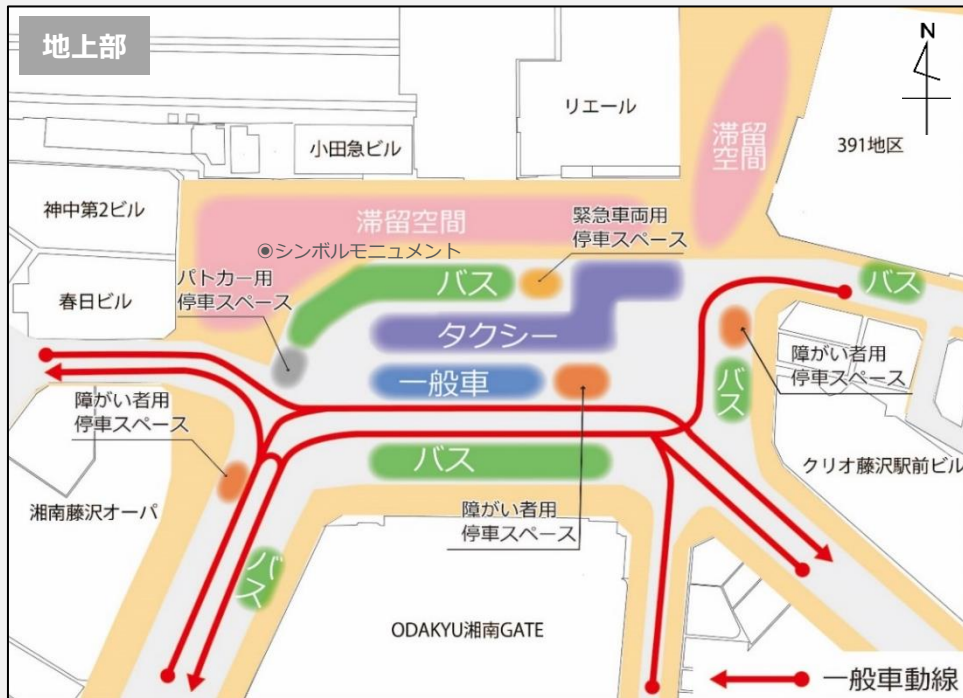 地上部
N
リエール
391地区
小田急ビル
滞留
空間
神中第2ビル
滞留空間
緊急車両用
停車スペース
◉シンボルモニュメント
パトカー用
停車スペース
バス
バス
春日ビル
タクシー
障がい者用
停車スペース
一般車
バス
障がい者用
停車スペース
バス
クリオ藤沢駅前ビル
湘南藤沢オーパ
障がい者用
停車スペース
バス
ODAKYU湘南GATE
一般車動線